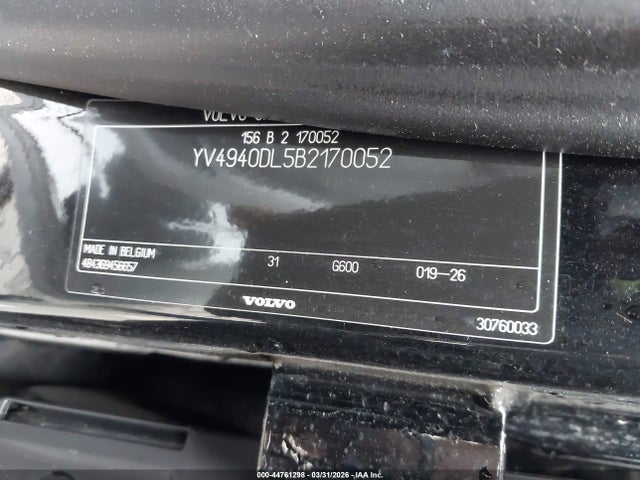 VOLVO
156 B 2 170052
YV4940DL5B2170052
MADE IN BELGIUM
484369456657 31 G600 019-26
VOLVO
30760033
000-44761298 - 03/31/2026 - IAA Inc.